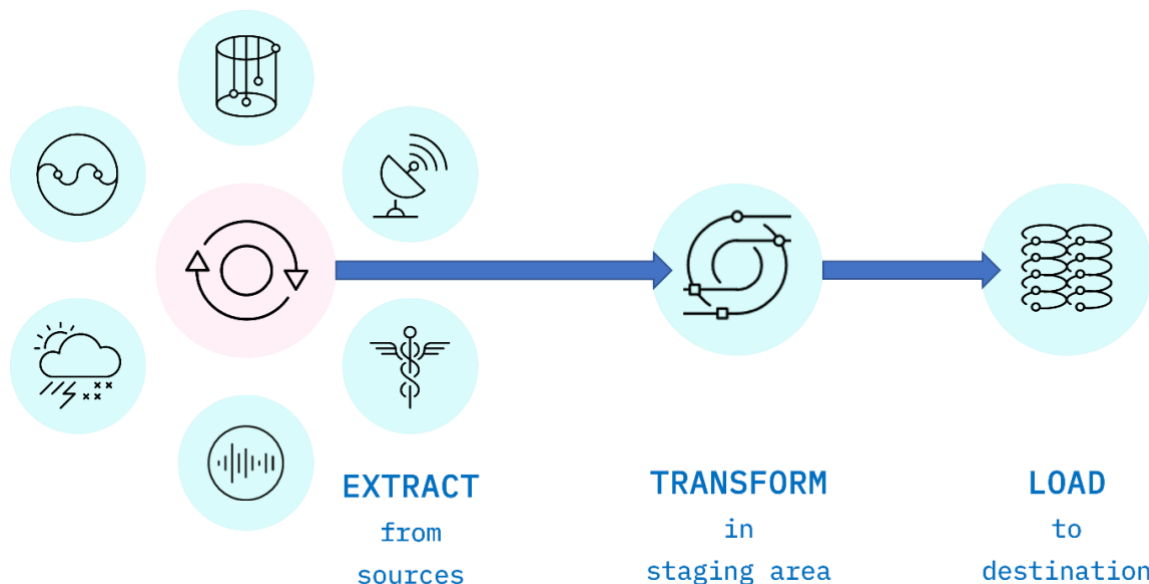 EXTRACT
from
sources
TRANSFORM
in
staging area
LOAD
to
destination